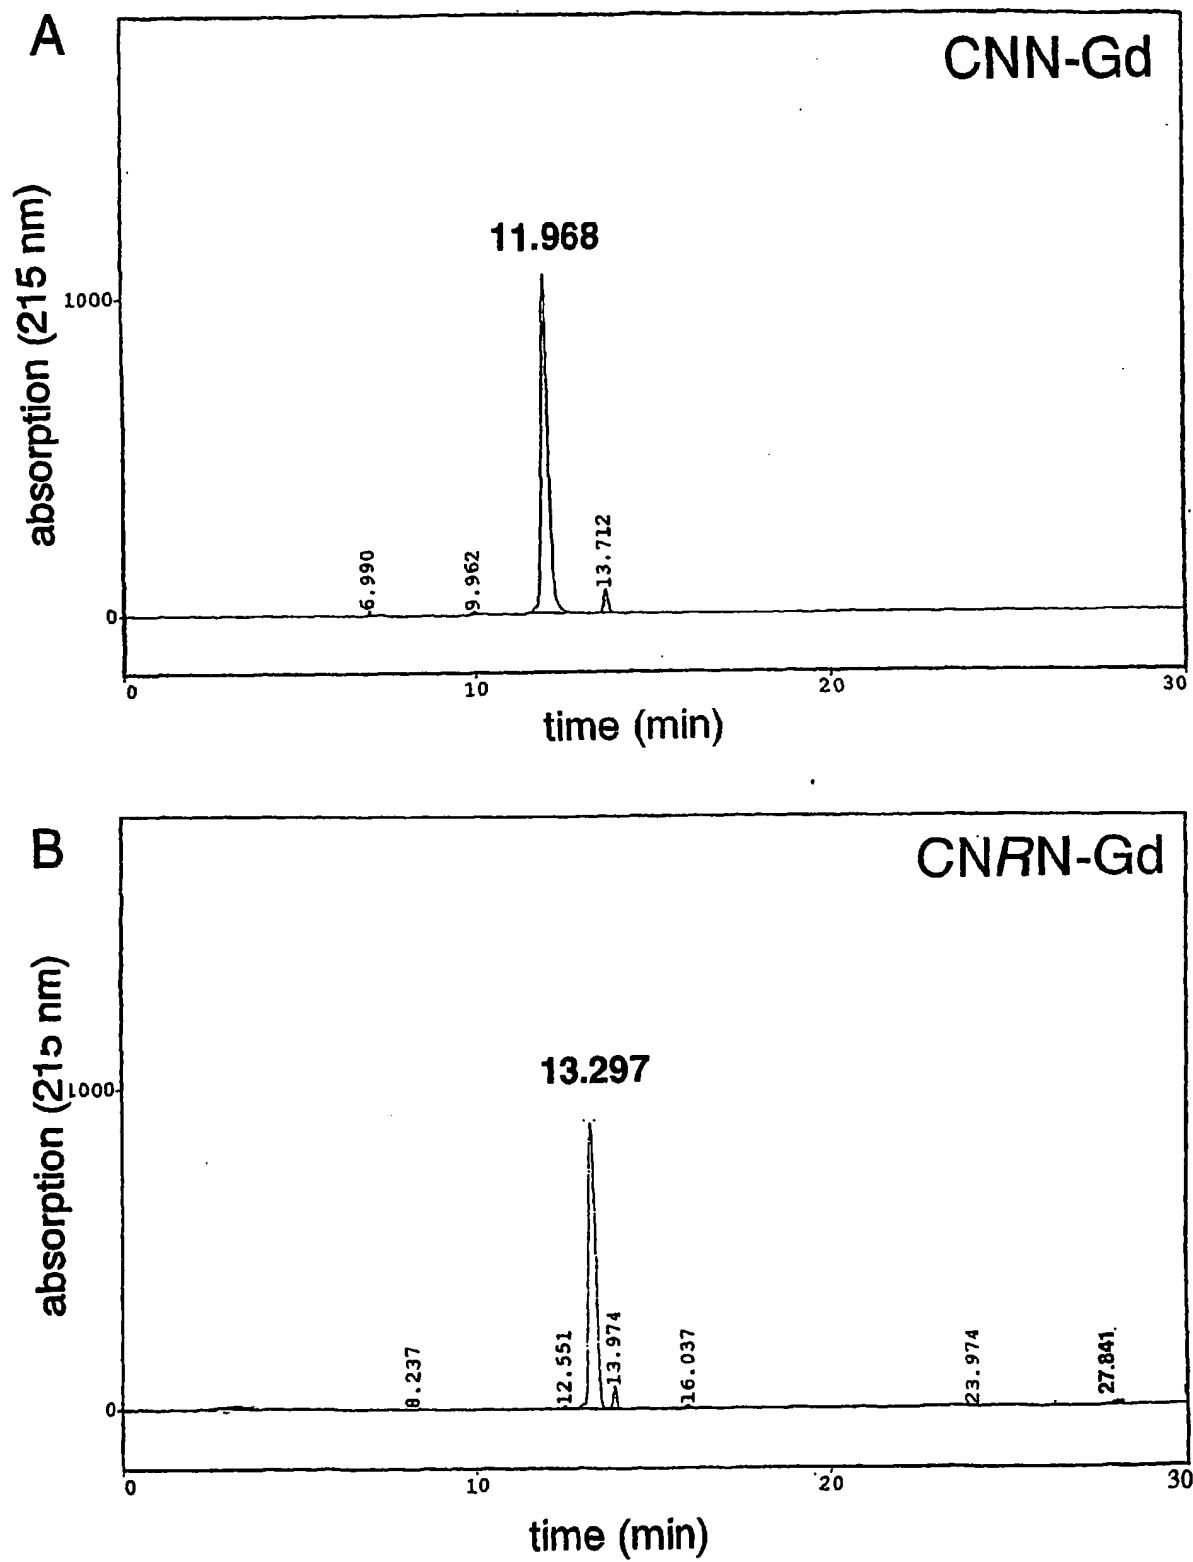 A
CNN-Gd
absorption (215 nm)
11.968
1000
6.990
9.962
13.712
0
0
10
20
30
time (min)
B
CNRN-Gd
absorption (215 nm)
13.297
1000
8.237
12.551
13.974
16.037
23.974
27.841
0
0
10
20
30
time (min)